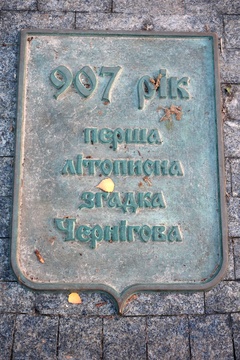 907 рік
перша
літописна
згадка
Чернігова